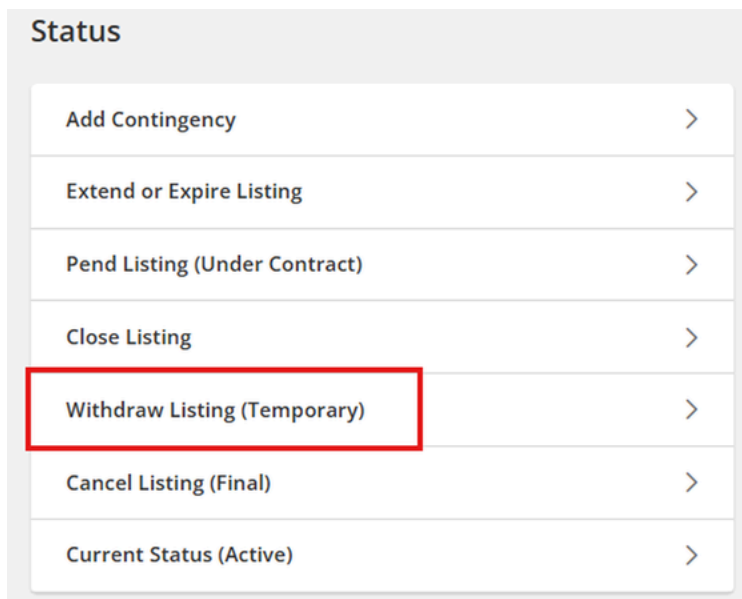 Status
Add Contingency
Extend or Expire Listing
Pend Listing (Under Contract)
Close Listing
Withdraw Listing (Temporary)
Cancel Listing (Final)
Current Status (Active)